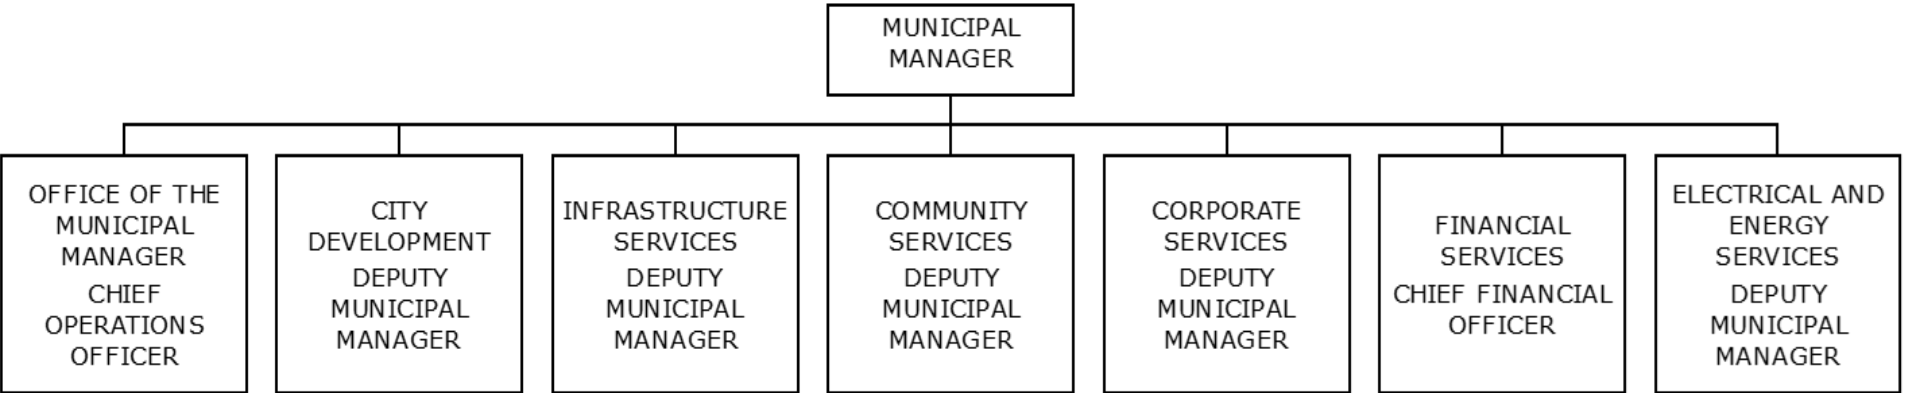 MUNICIPAL
MANAGER
OFFICE OF THE
MUNICIPAL
MANAGER
CHIEF
OPERATIONS
OFFICER
CITY
DEVELOPMENT
DEPUTY
MUNICIPAL
MANAGER
INFRASTRUCTURE
SERVICES
DEPUTY
MUNICIPAL
MANAGER
COMMUNITY
SERVICES
DEPUTY
MUNICIPAL
MANAGER
CORPORATE
SERVICES
DEPUTY
MUNICIPAL
MANAGER
FINANCIAL
SERVICES
CHIEF FINANCIAL
OFFICER
ELECTRICAL AND
ENERGY
SERVICES
DEPUTY
MUNICIPAL
MANAGER